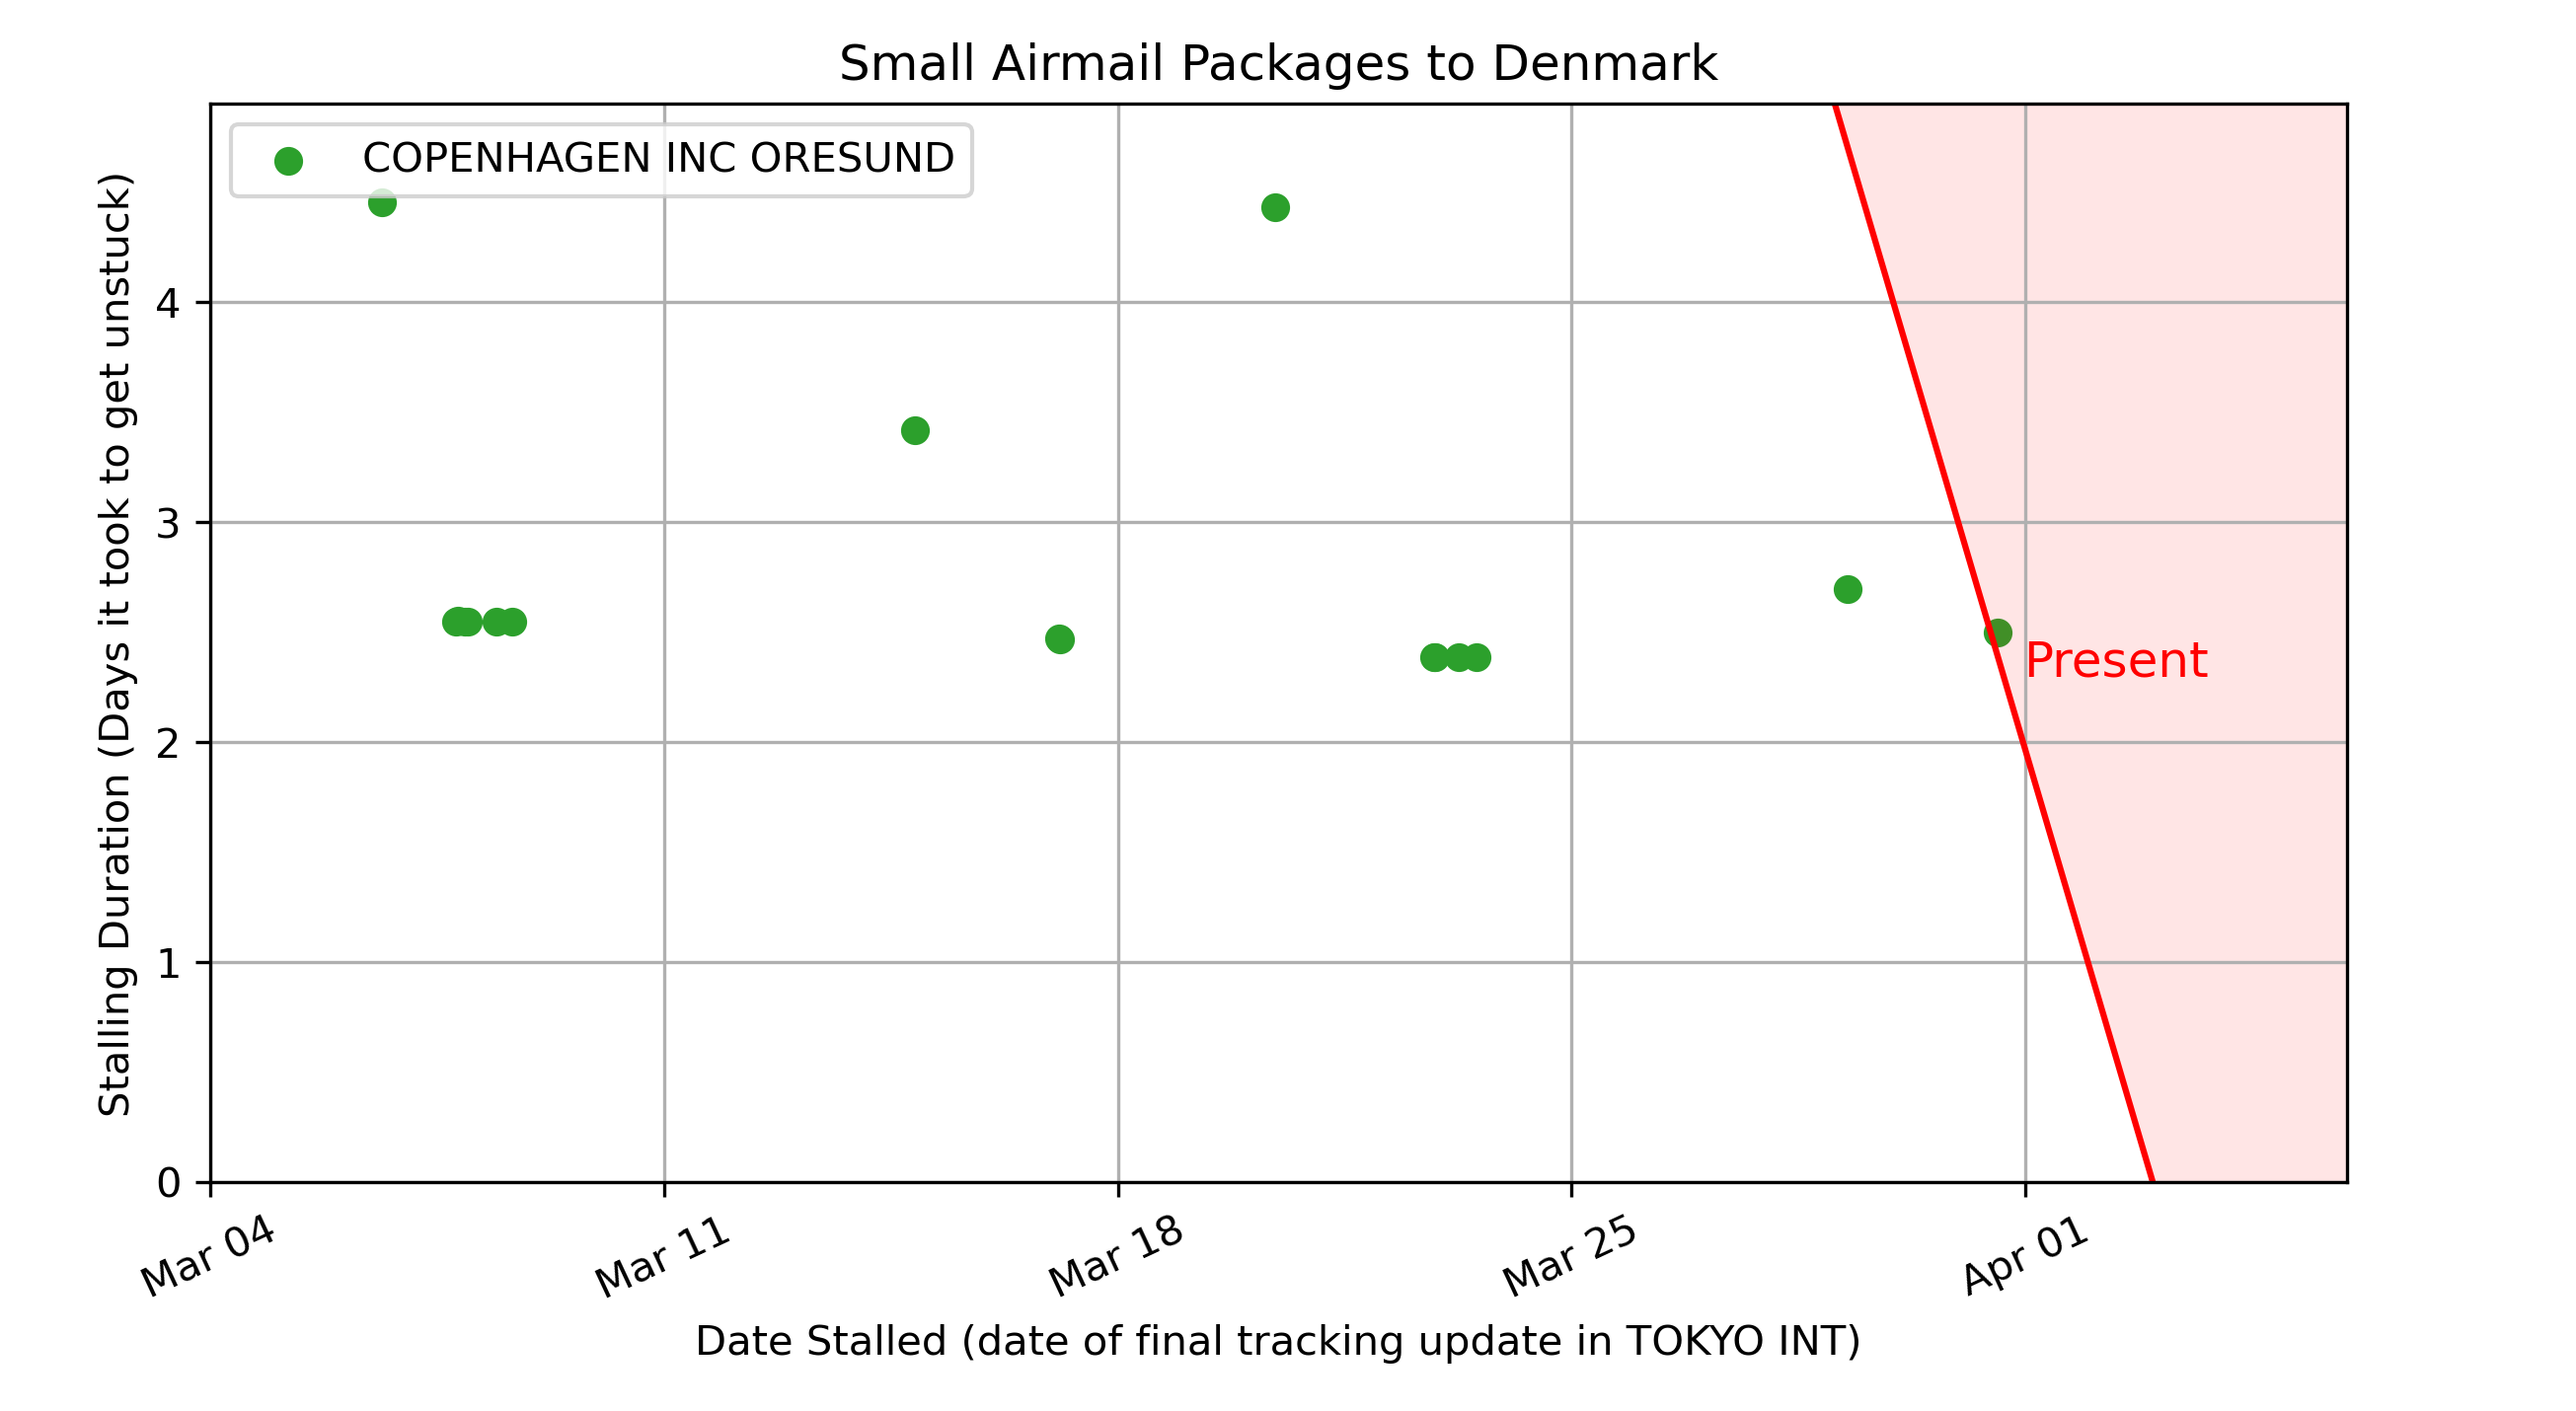 Small Airmail Packages to Denmark
COPENHAGEN INC ORESUND
Stalling Duration (Days it took to get unstuck)
4
3
2
1
0
Present
Mar 04
Mar 11
Mar 18
Mar 25
Apr 01
Date Stalled (date of final tracking update in TOKYO INT)